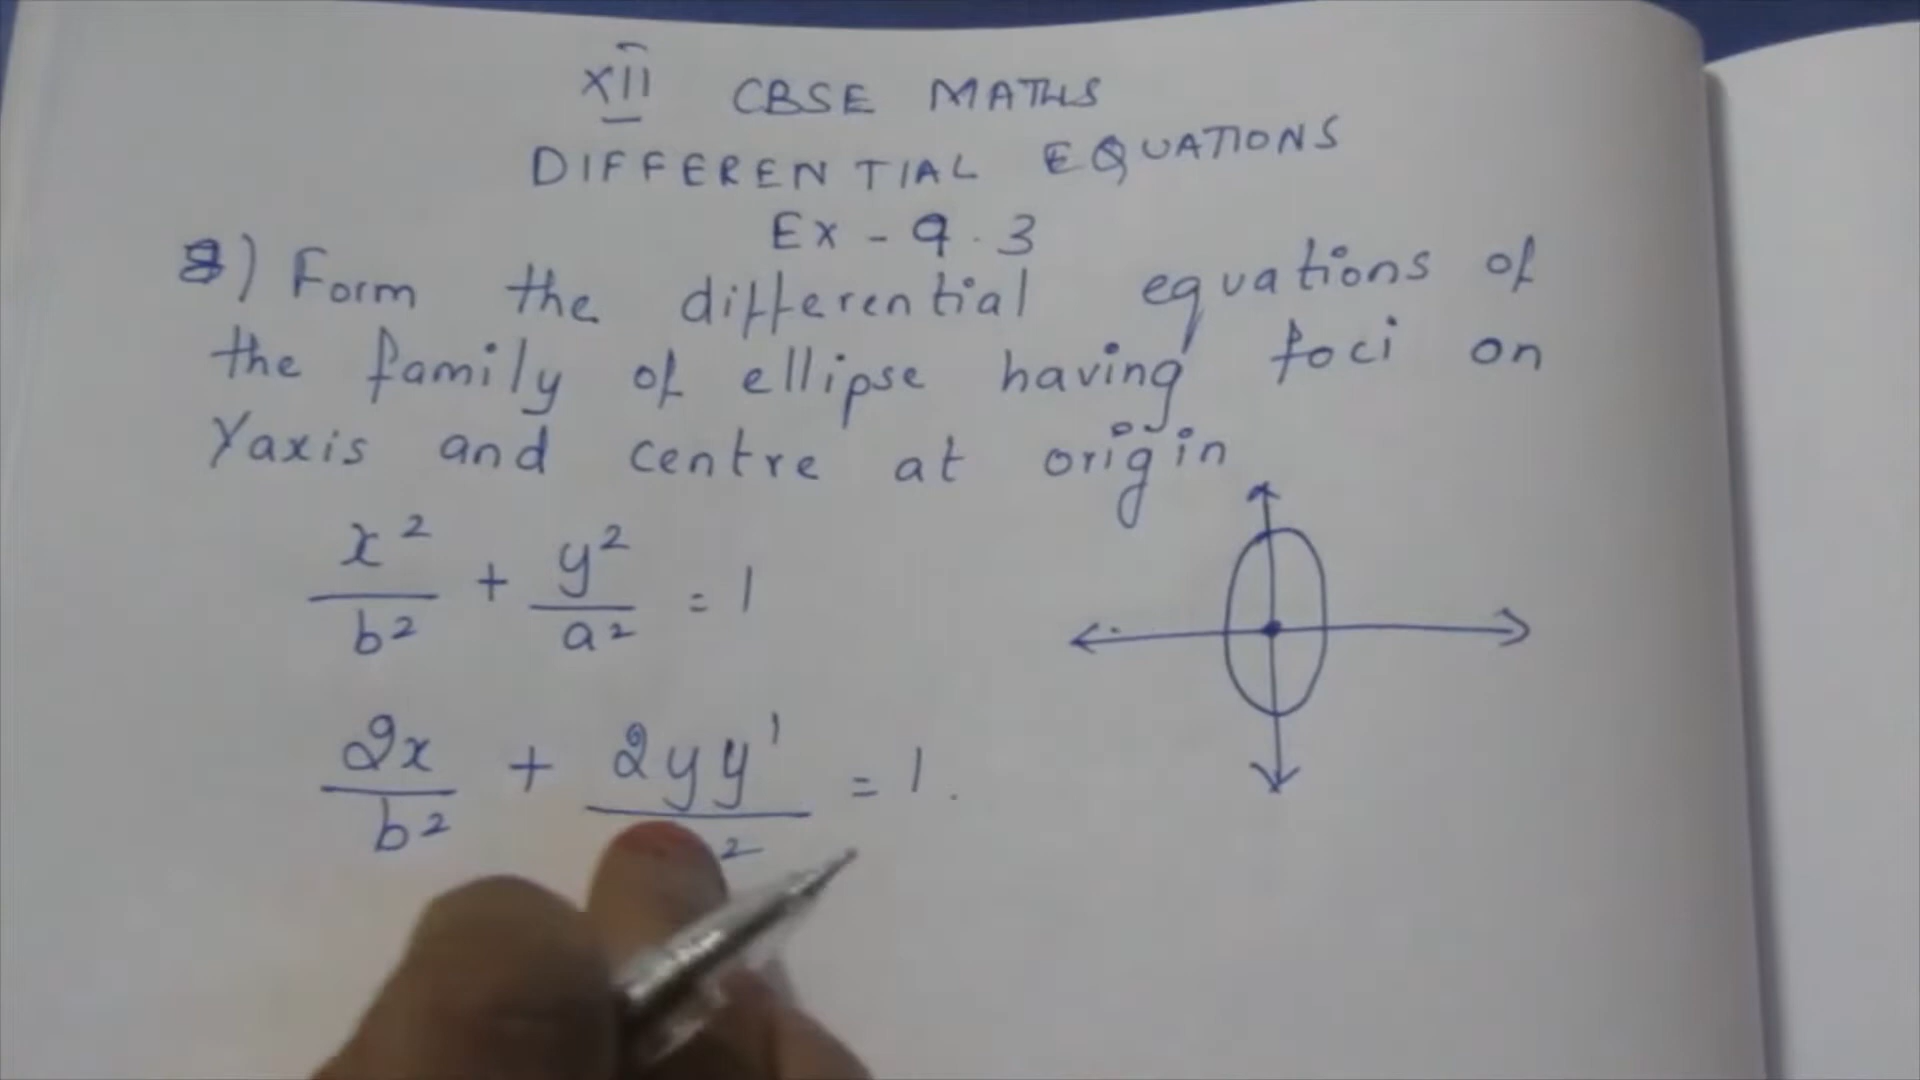 XII CBSE MATHS
DIFFERENTIAL EQUATIONS
Ex - 9.3
8) Form the differential equations of
the family of ellipse having foci on
Yaxis and centre at origin
x²/b² + y²/a² = 1
2x/b² + 2yy'/ ² = 1.